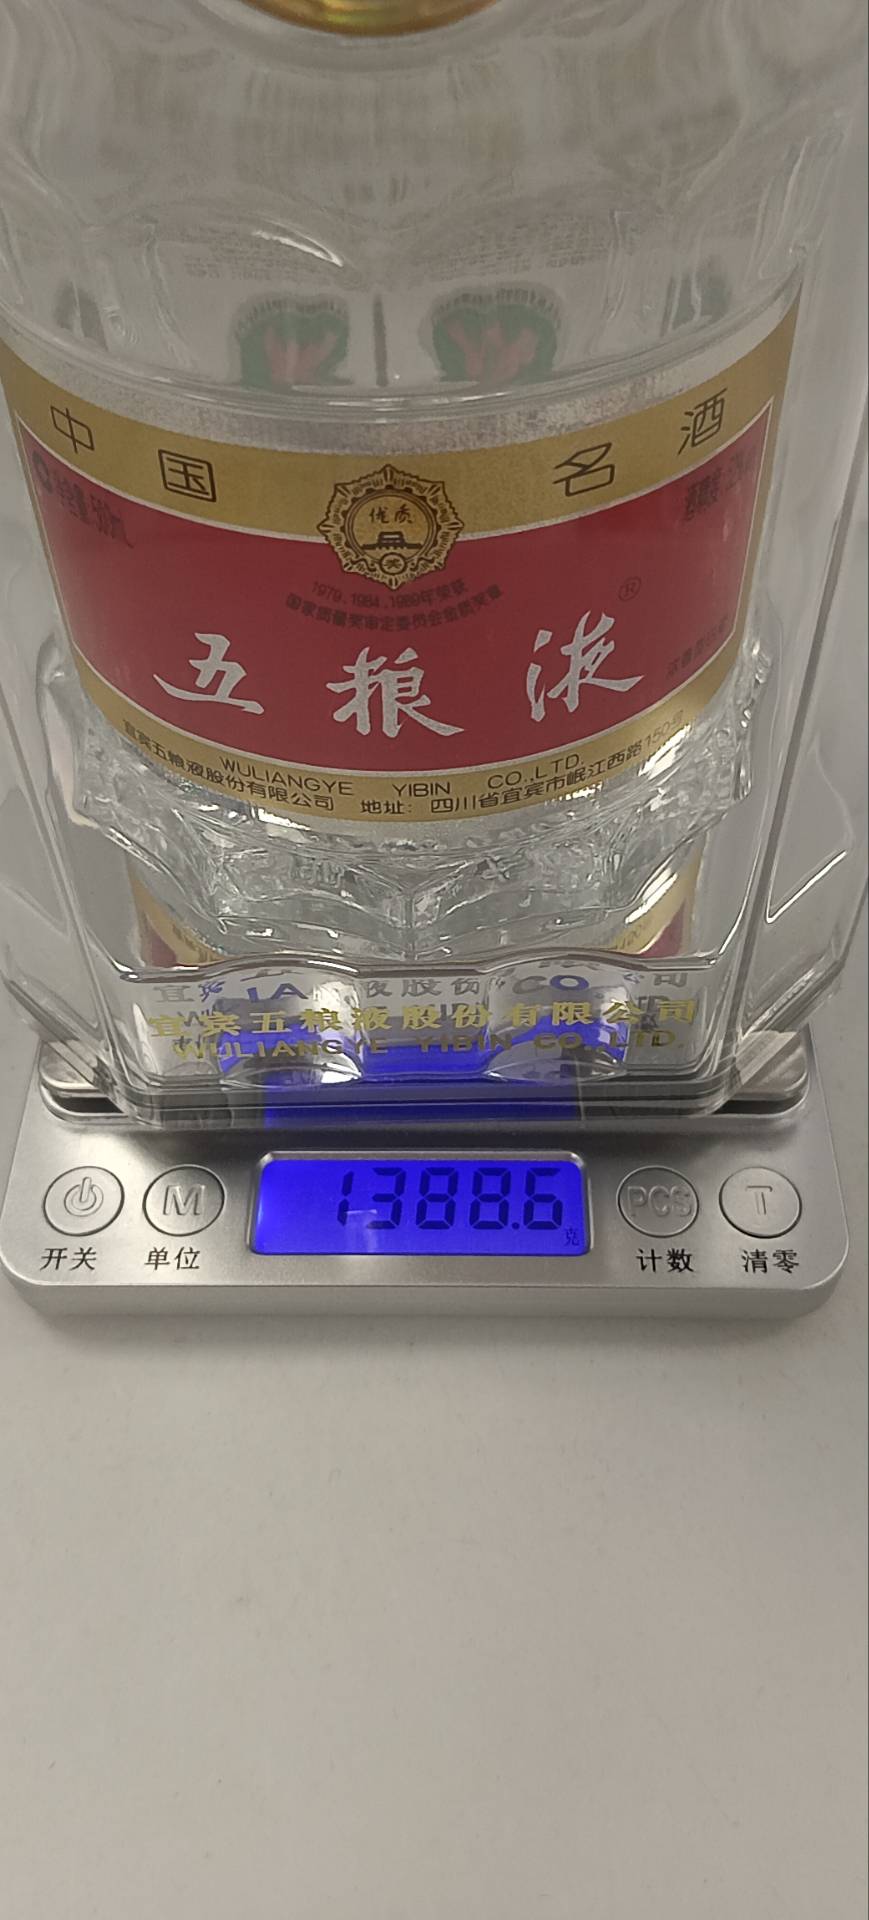 中国名酒
优质
奖
1979.1984.1989年荣获
国家质量奖审定委员会金质奖章
®
五粮液
WULIANGYE YIBIN CO.,LTD.
宜宾五粮液股份有限公司 地址：四川省宜宾市岷江西路150号
宜宾五粮液股份有限公司
WULIANGYE YIBIN CO.,LTD.
1388.6
克
M PCS T
开关 单位 计数 清零